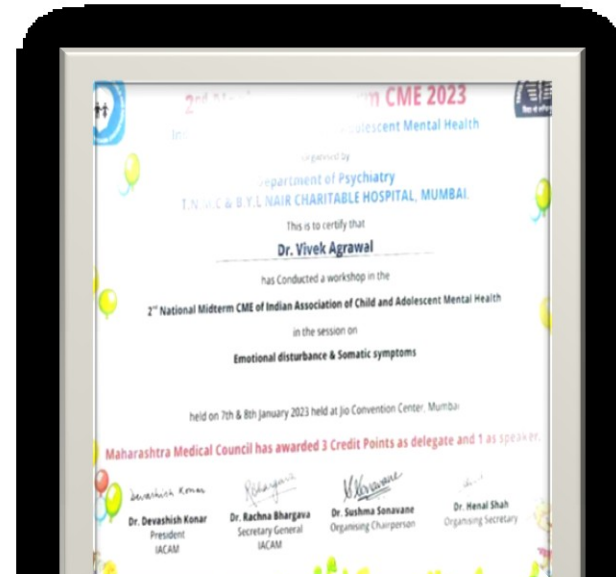 2nd CME 2023
Adolescent Mental Health
organised by
Department of Psychiatry
T.N.M.C & B.Y.L NAIR CHARITABLE HOSPITAL, MUMBAI.
This is to certify that
Dr. Vivek Agrawal
has Conducted a workshop in the
2nd National Midterm CME of Indian Association of Child and Adolescent Mental Health
in the session on
Emotional disturbance & Somatic symptoms
held on 7th & 8th January 2023 held at Jio Convention Center, Mumbai
Maharashtra Medical Council has awarded 3 Credit Points as delegate and 1 as speaker.
Devashish Konar RBhargava SSonavane
Dr. Devashish Konar Dr. Rachna Bhargava Dr. Sushma Sonavane Dr. Henal Shah
President Secretary General Organising Chairperson Organising Secretary
IACAM IACAM